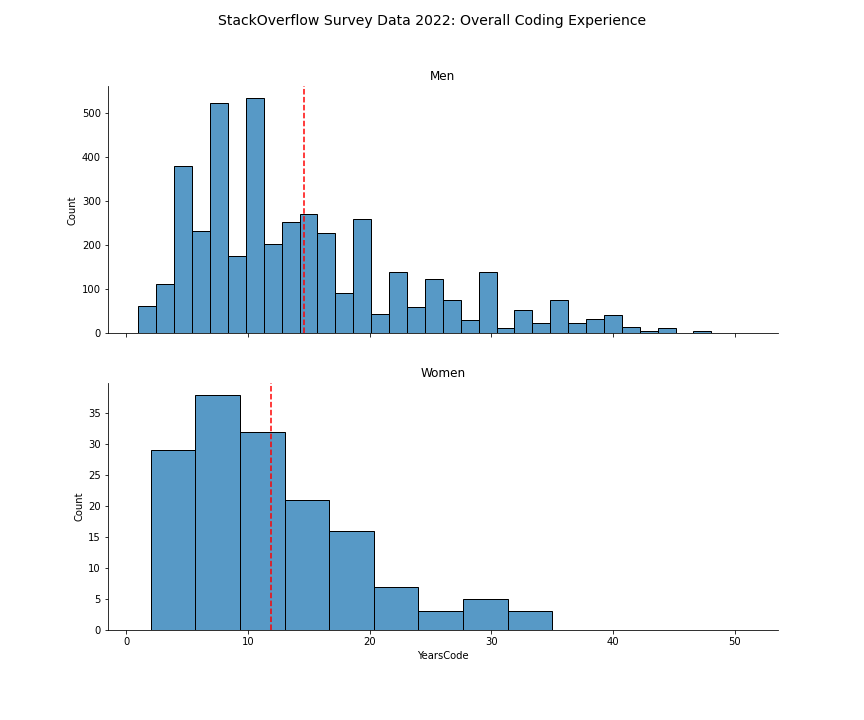 StackOverflow Survey Data 2022: Overall Coding Experience
Men
500
400
300
200
100
0
Count
Women
35
30
25
20
15
10
5
0
Count
0 10 20 30 40 50
YearsCode